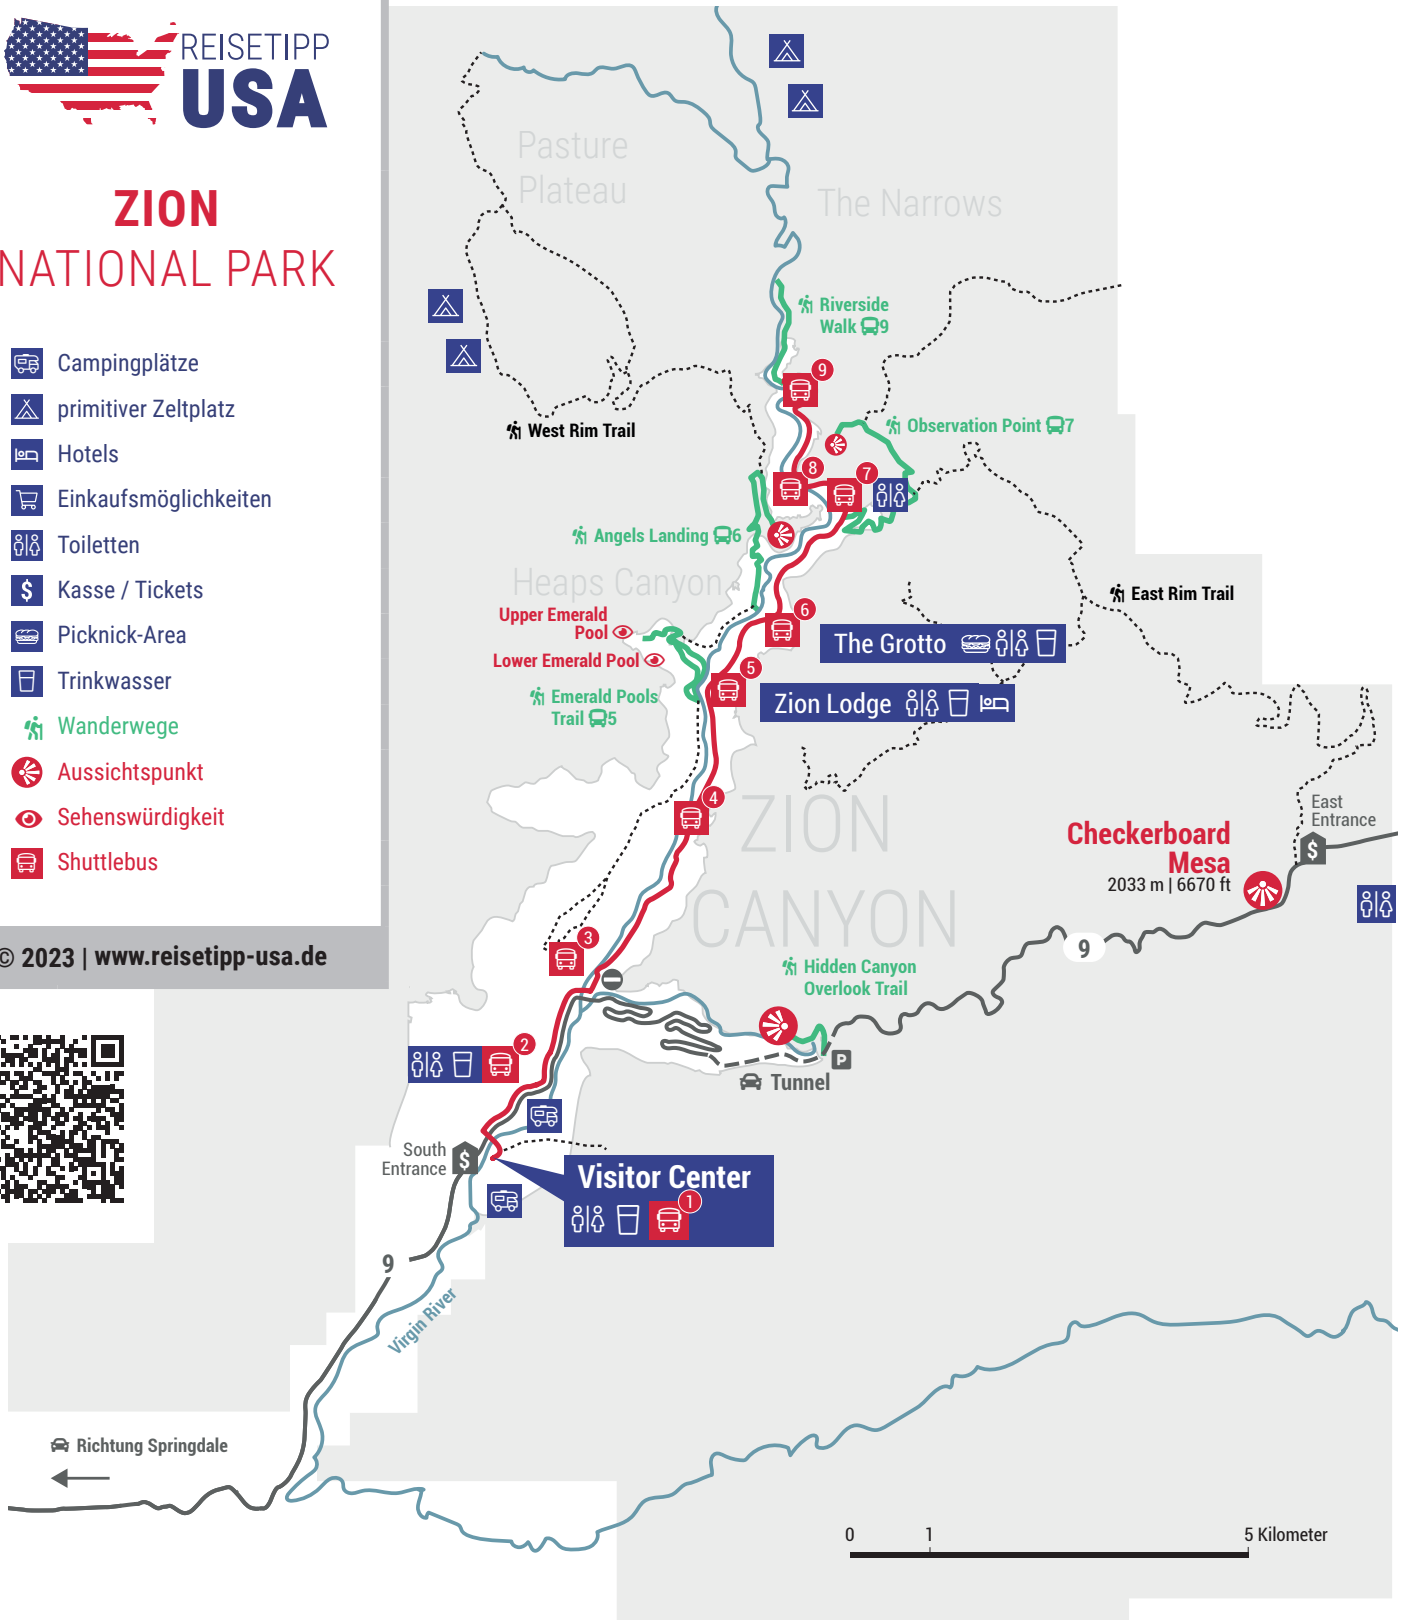 REISETIPP
USA
ZION
NATIONAL PARK
Campingplätze
primitiver Zeltplatz
Hotels
Einkaufsmöglichkeiten
Toiletten
$ Kasse / Tickets
Picknick-Area
Trinkwasser
Wanderwege
Aussichtspunkt
Sehenswürdigkeit
Shuttlebus
© 2023 | www.reisetipp-usa.de
Pasture
Plateau
The Narrows
Riverside
Walk 9
9
West Rim Trail
Observation Point 7
8
7
Angels Landing 6
Heaps Canyon
East Rim Trail
Upper Emerald
Pool
6
The Grotto
Lower Emerald Pool
5
Emerald Pools
Trail 5
Zion Lodge
4
ZION
CANYON
East
Entrance
$
Checkerboard
Mesa
2033 m | 6670 ft
3
9
Hidden Canyon
Overlook Trail
2
P
Tunnel
South
Entrance
$
Visitor Center
1
9
Virgin River
Richtung Springdale
0
1
5 Kilometer